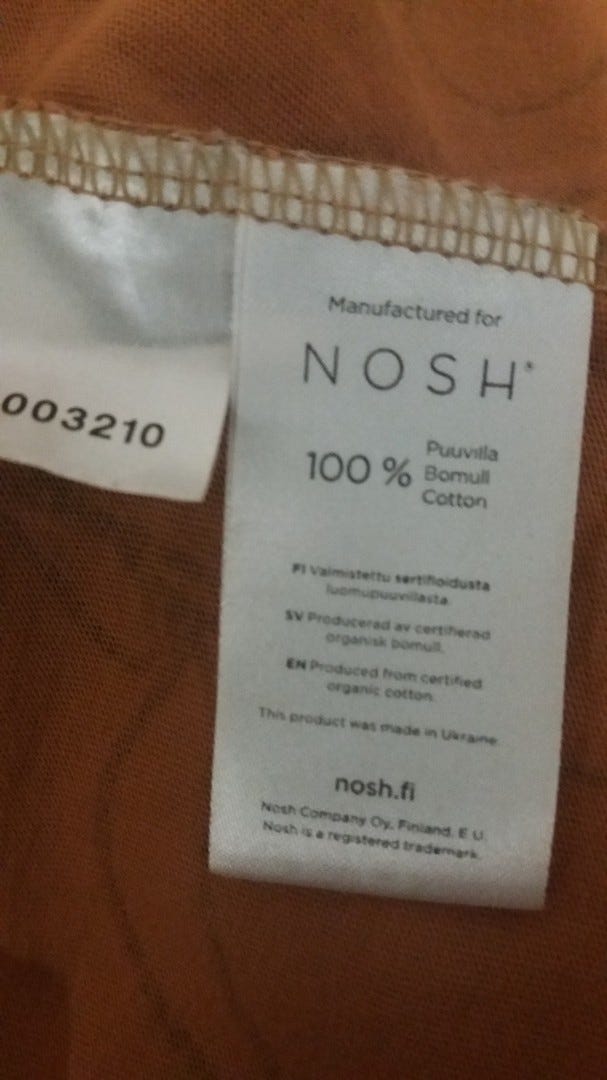 003210
Manufactured for
NOSH®
100 %
Puuvilla
Bomull
Cotton
FI Valmistettu sertifioidusta
luomupuuvillasta.
SV Producerad av certifierad
organisk bomull.
EN Produced from certified
organic cotton.
This product was made in Ukraine
nosh.fi
Nosh Company Oy, Finland, E U.
Nosh is a registered trademark.